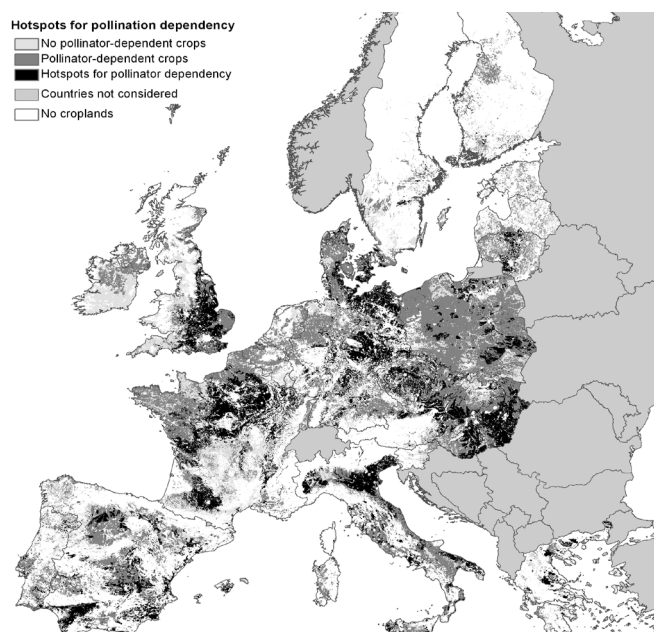 Hotspots for pollination dependency
No pollinator-dependent crops
Pollinator-dependent crops
Hotspots for pollinator dependency
Countries not considered
No croplands